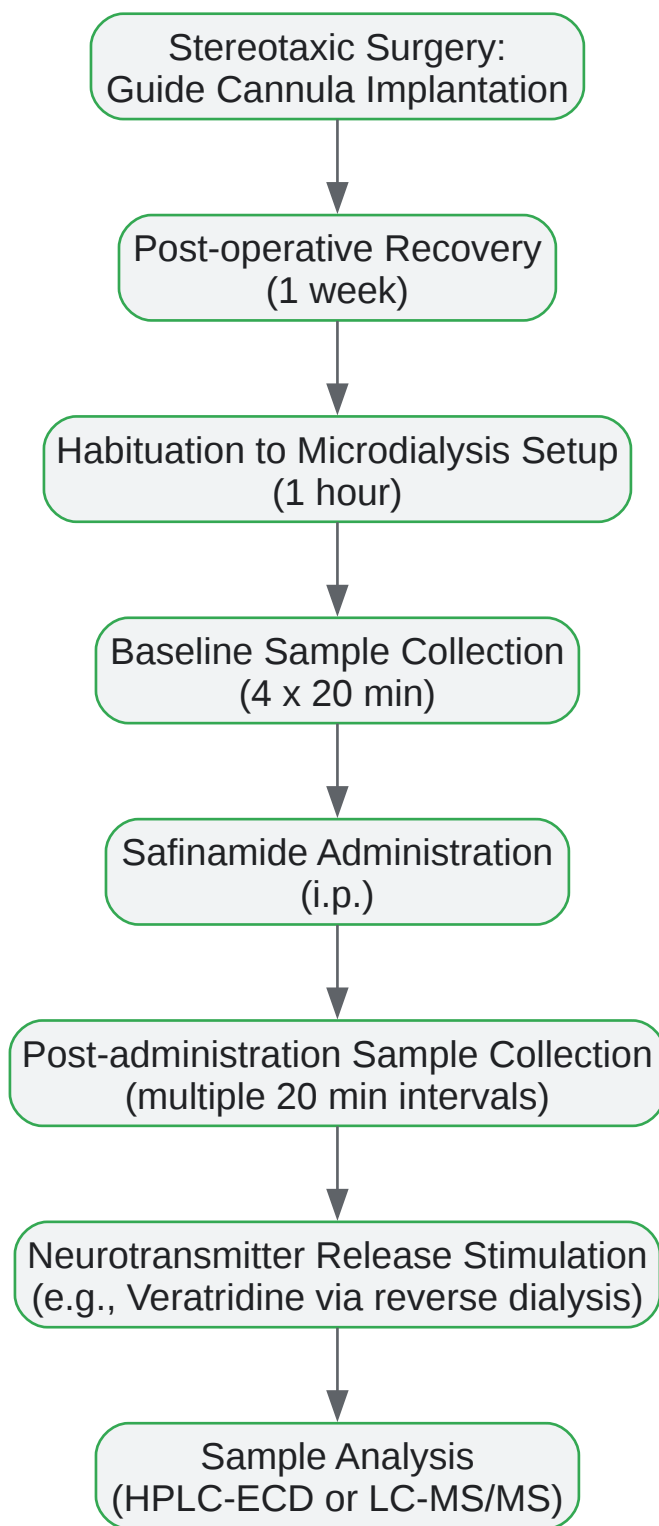 Stereotaxic Surgery:
Guide Cannula Implantation
Post-operative Recovery
(1 week)
Habituation to Microdialysis Setup
(1 hour)
Baseline Sample Collection
(4 x 20 min)
Safinamide Administration
(i.p.)
Post-administration Sample Collection
(multiple 20 min intervals)
Neurotransmitter Release Stimulation
(e.g., Veratridine via reverse dialysis)
Sample Analysis
(HPLC-ECD or LC-MS/MS)